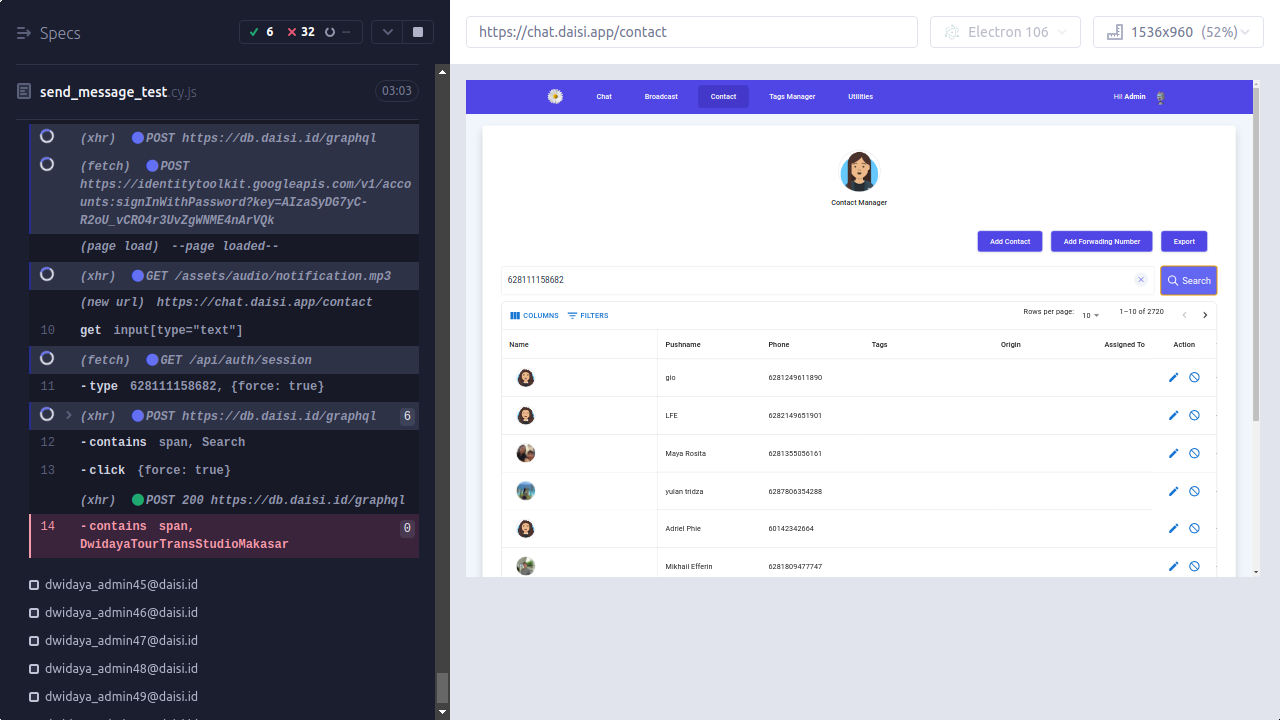 Specs
6
32
--
send_message_test.cy.js
03:03
(xhr) POST https://db.daisi.id/graphql
(fetch) POST
https://identitytoolkit.googleapis.com/v1/acco
unts:signInWithPassword?key=AIzaSyDG7yC-
R2oU_vCRO4r3UvZgWNME4nArVQk
(page load) --page loaded--
(xhr) GET /assets/audio/notification.mp3
(new url) https://chat.daisi.app/contact
10 get input[type="text"]
(fetch) GET /api/auth/session
11 -type 628111158682, {force: true}
(xhr) POST https://db.daisi.id/graphql 6
12 -contains span, Search
13 -click {force: true}
(xhr) POST 200 https://db.daisi.id/graphql
14 -contains span, 0
DwidayaTourTransStudioMakasar
dwidaya_admin45@daisi.id
dwidaya_admin46@daisi.id
dwidaya_admin47@daisi.id
dwidaya_admin48@daisi.id
dwidaya_admin49@daisi.id
https://chat.daisi.app/contact
Electron 106
1536x960 (52%)
Chat Broadcast Contact Tags Manager Utilities
Hi! Admin
Contact Manager
Add Contact Add Forwading Number Export
628111158682
Search
COLUMNS FILTERS
Rows per page: 10 1–10 of 2720
Name Pushname Phone Tags Origin Assigned To Action
gio 6281249611890
LFE 6282149651901
Maya Rosita 6281355056161
yulan tridza 6287806354288
Adriel Phie 60142342664
Mikhail Efferin 6281809477747